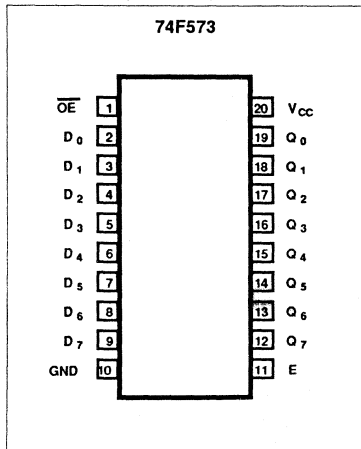 74F573
OE 1 20 VCC
D0 2 19 Q0
D1 3 18 Q1
D2 4 17 Q2
D3 5 16 Q3
D4 6 15 Q4
D5 7 14 Q5
D6 8 13 Q6
D7 9 12 Q7
GND 10 11 E